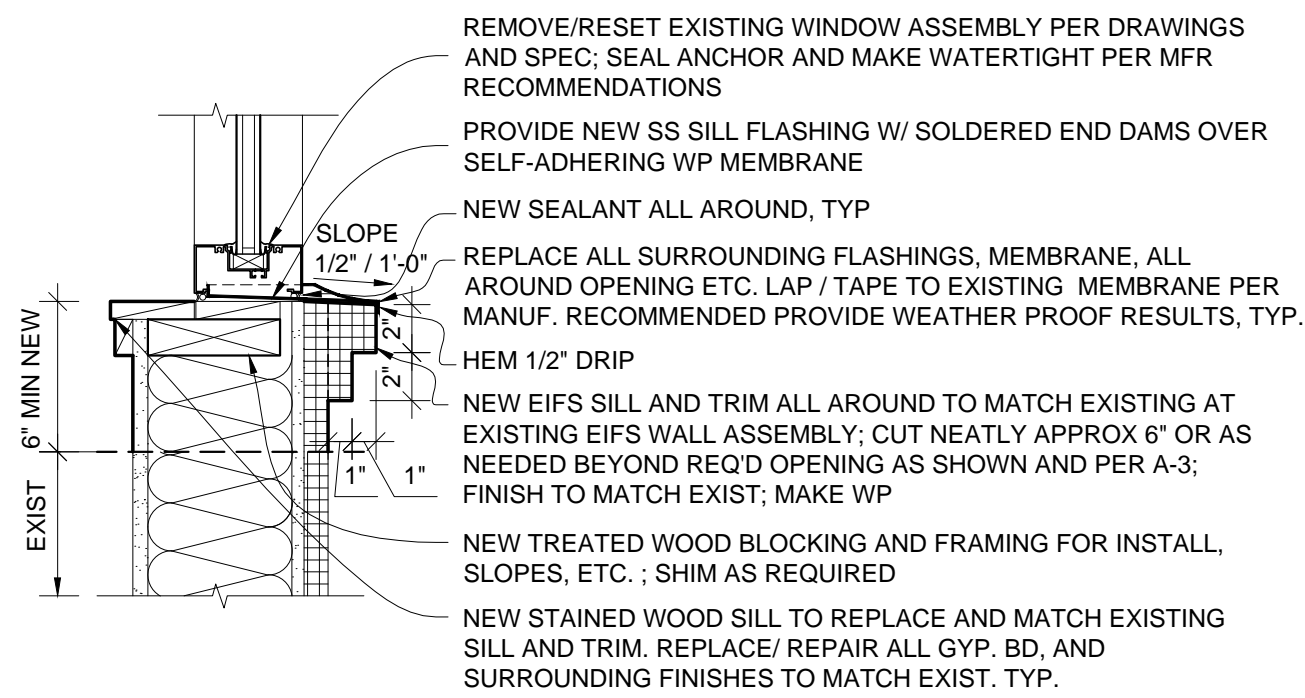 REMOVE/RESET EXISTING WINDOW ASSEMBLY PER DRAWINGS
AND SPEC; SEAL ANCHOR AND MAKE WATERTIGHT PER MFR
RECOMMENDATIONS
PROVIDE NEW SS SILL FLASHING W/ SOLDERED END DAMS OVER
SELF-ADHERING WP MEMBRANE
NEW SEALANT ALL AROUND, TYP
SLOPE
1/2" / 1'-0"
REPLACE ALL SURROUNDING FLASHINGS, MEMBRANE, ALL
AROUND OPENING ETC. LAP / TAPE TO EXISTING MEMBRANE PER
MANUF. RECOMMENDED PROVIDE WEATHER PROOF RESULTS, TYP.
HEM 1/2" DRIP
2"
2"
6" MIN NEW
NEW EIFS SILL AND TRIM ALL AROUND TO MATCH EXISTING AT
EXISTING EIFS WALL ASSEMBLY; CUT NEATLY APPROX 6" OR AS
NEEDED BEYOND REQ'D OPENING AS SHOWN AND PER A-3;
FINISH TO MATCH EXIST; MAKE WP
1"
1"
EXIST
NEW TREATED WOOD BLOCKING AND FRAMING FOR INSTALL,
SLOPES, ETC. ; SHIM AS REQUIRED
NEW STAINED WOOD SILL TO REPLACE AND MATCH EXISTING
SILL AND TRIM. REPLACE/ REPAIR ALL GYP. BD, AND
SURROUNDING FINISHES TO MATCH EXIST. TYP.